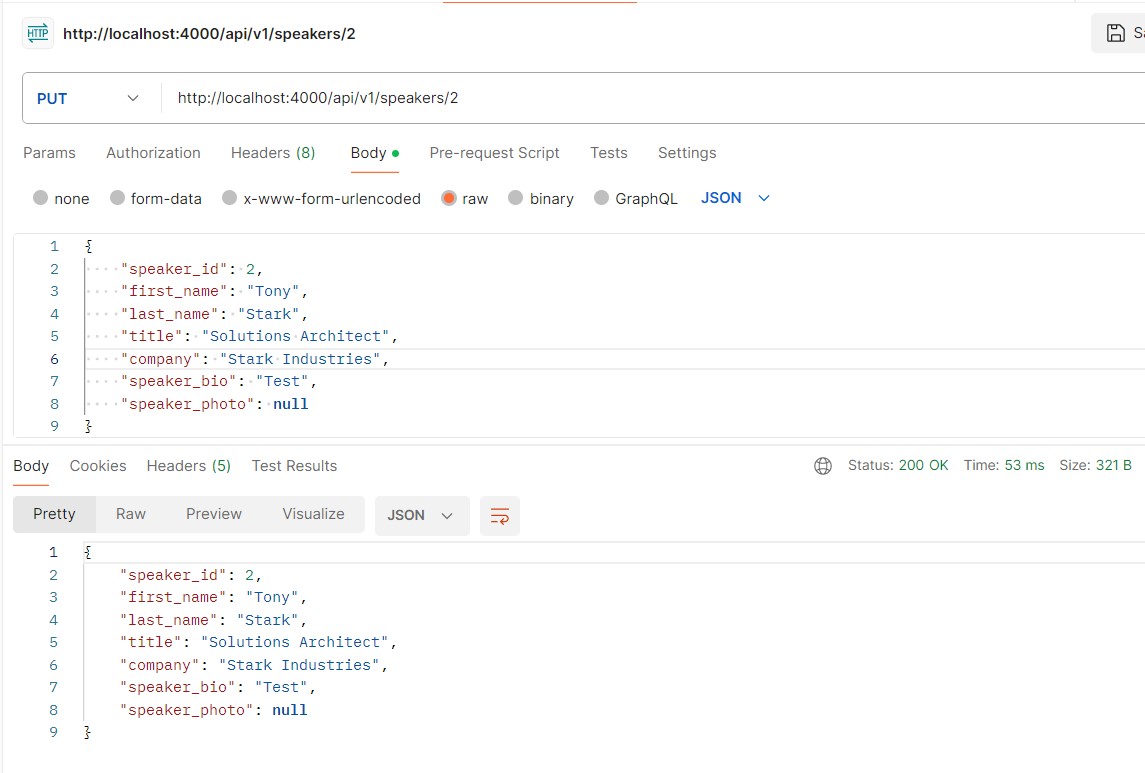 HTTP http://localhost:4000/api/v1/speakers/2
PUT http://localhost:4000/api/v1/speakers/2
Params Authorization Headers (8) Body Pre-request Script Tests Settings
none form-data x-www-form-urlencoded raw binary GraphQL JSON
1 {
2 "speaker_id": 2,
3 "first_name": "Tony",
4 "last_name": "Stark",
5 "title": "Solutions Architect",
6 "company": "Stark Industries",
7 "speaker_bio": "Test",
8 "speaker_photo": null
9 }
Body Cookies Headers (5) Test Results Status: 200 OK Time: 53 ms Size: 321 B
Pretty Raw Preview Visualize JSON
1 {
2 "speaker_id": 2,
3 "first_name": "Tony",
4 "last_name": "Stark",
5 "title": "Solutions Architect",
6 "company": "Stark Industries",
7 "speaker_bio": "Test",
8 "speaker_photo": null
9 }